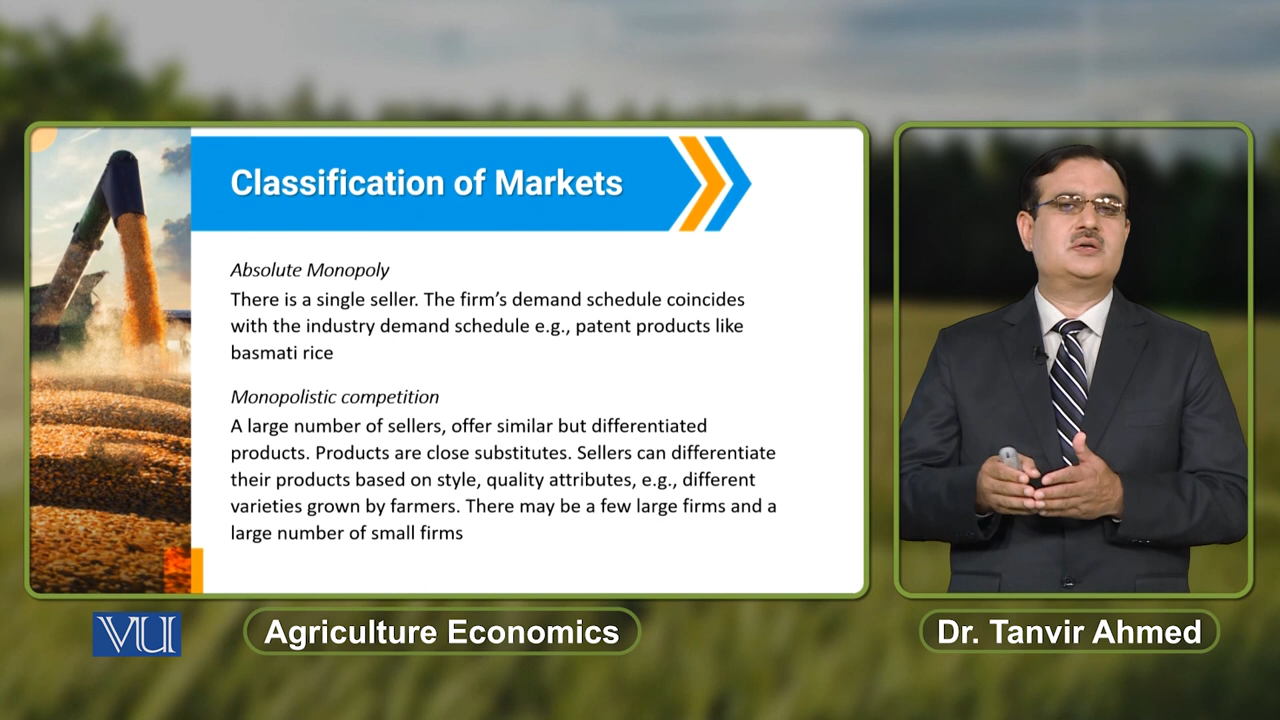 Classification of Markets
Absolute Monopoly
There is a single seller. The firm’s demand schedule coincides
with the industry demand schedule e.g., patent products like
basmati rice
Monopolistic competition
A large number of sellers, offer similar but differentiated
products. Products are close substitutes. Sellers can differentiate
their products based on style, quality attributes, e.g., different
varieties grown by farmers. There may be a few large firms and a
large number of small firms
VU
Agriculture Economics
Dr. Tanvir Ahmed